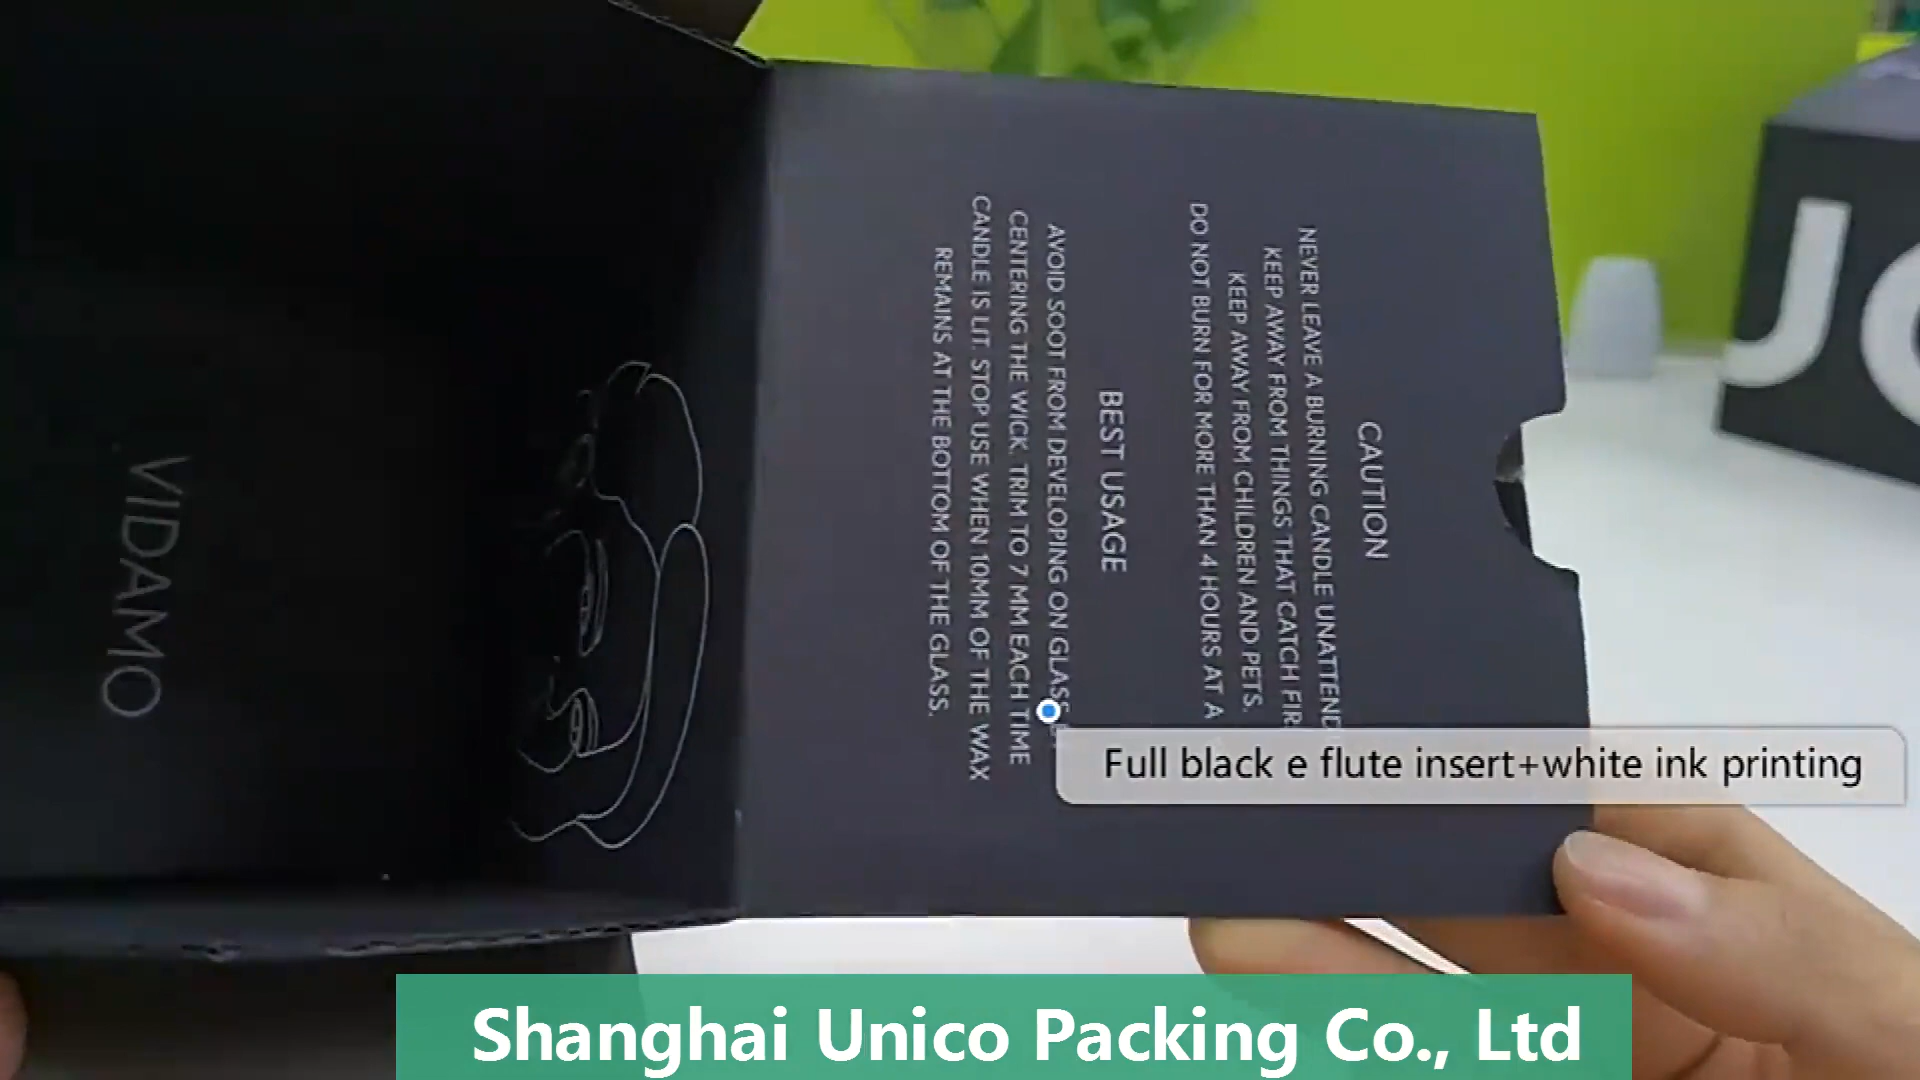 VIDAMO
CAUTION
NEVER LEAVE A BURNING CANDLE
KEEP AWAY FROM THINGS THAT CATCH
KEEP AWAY FROM CHILDREN AND PETS.
DO NOT BURN FOR MORE THAN 4 HOURS AT A
BEST USAGE
AVOID SOOT FROM DEVELOPING ON GLASS
CENTERING THE WICK. TRIM TO 7 MM EACH TIME
CANDLE IS LIT. STOP USE WHEN 10MM OF THE WAX
REMAINS AT THE BOTTOM OF THE GLASS.
Full black e flute insert+white ink printing
Shanghai Unico Packing Co., Ltd